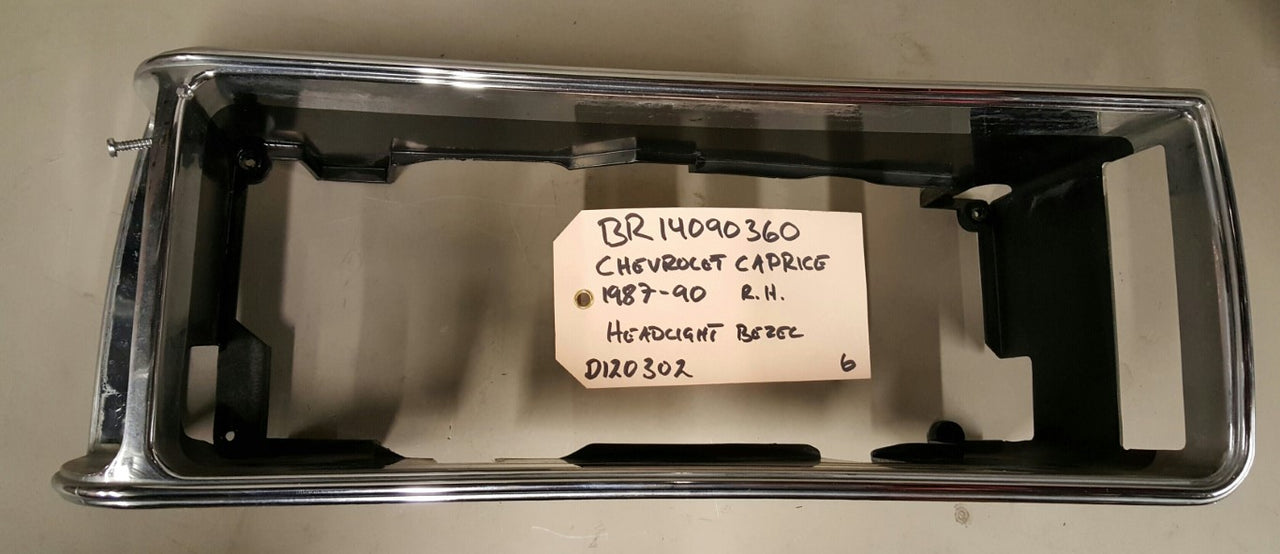 BR14090360
CHEVROLET CAPRICE
1987-90 R.H.
HEADLIGHT BEZEL
D120302 6